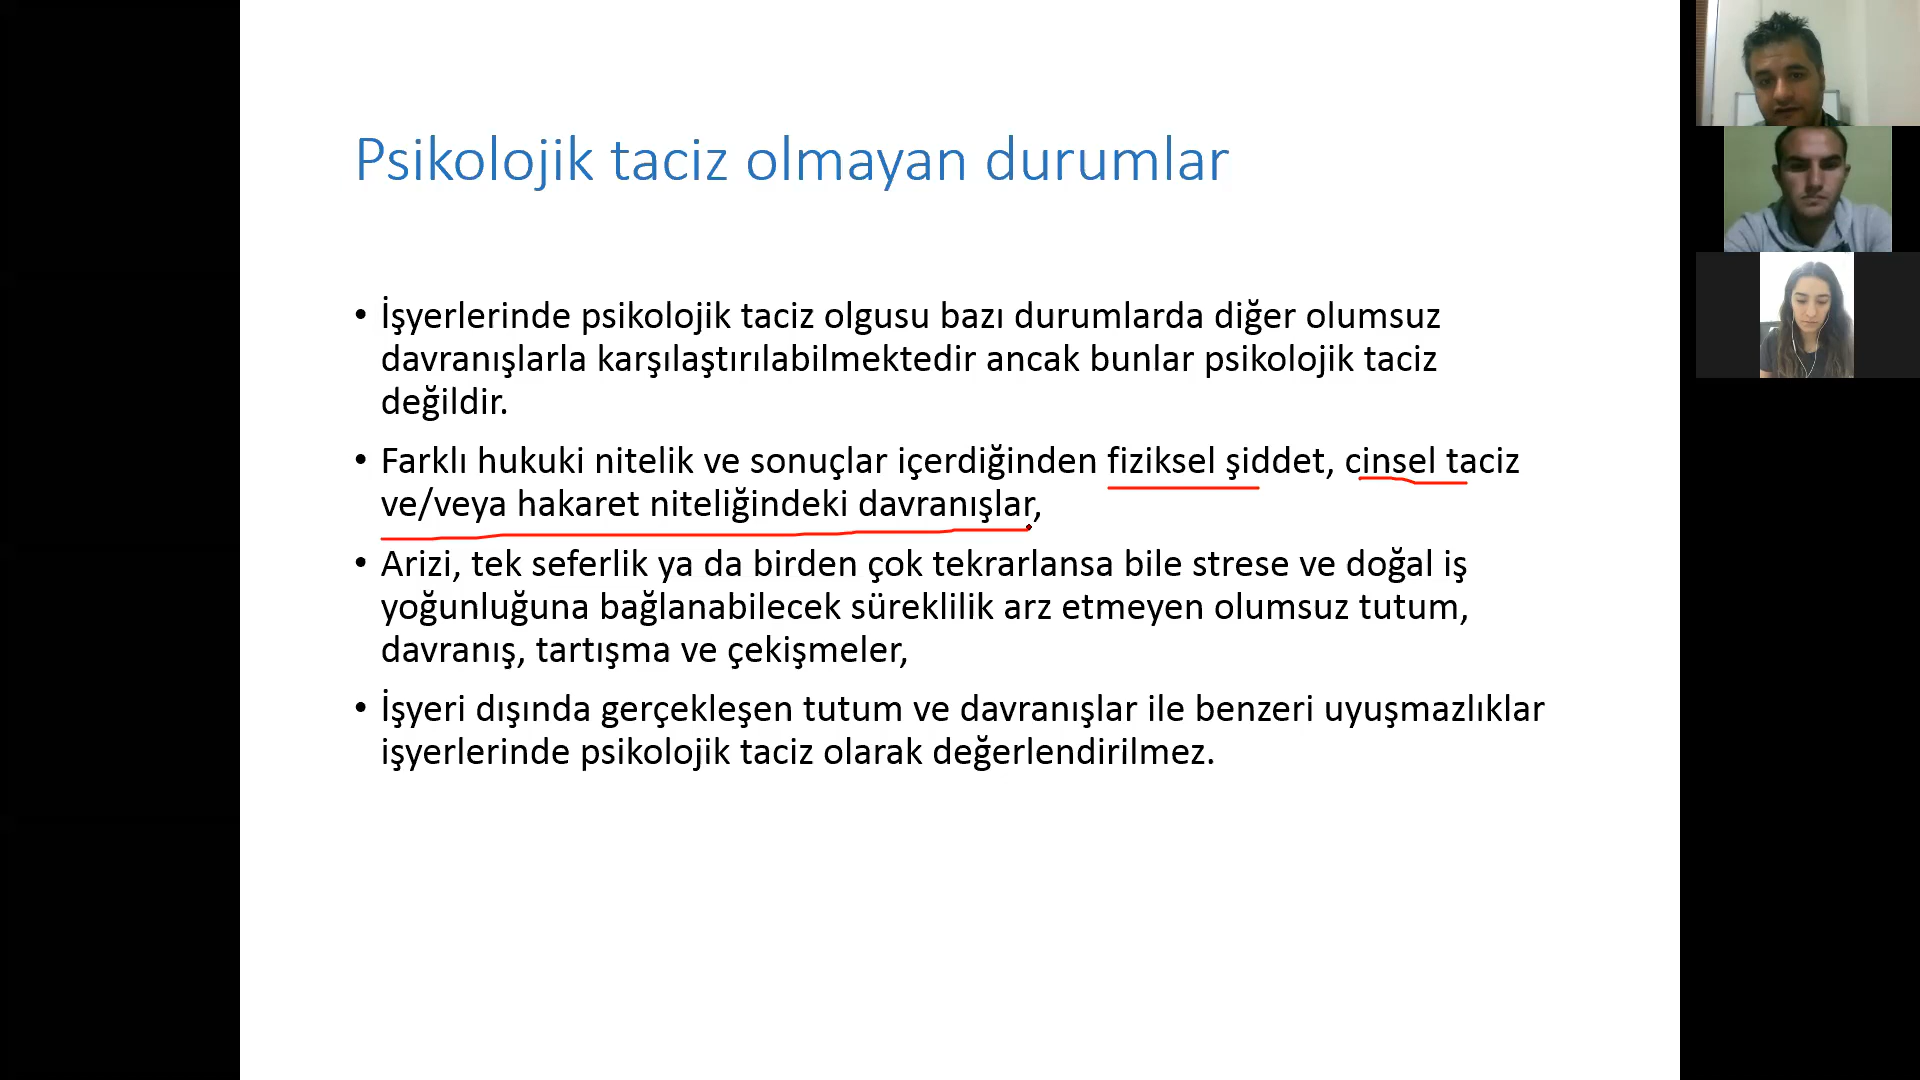 Psikolojik taciz olmayan durumlar
• İşyerlerinde psikolojik taciz olgusu bazı durumlarda diğer olumsuz
davranışlarla karşılaştırılabilmektedir ancak bunlar psikolojik taciz
değildir.
• Farklı hukuki nitelik ve sonuçlar içerdiğinden fiziksel şiddet, cinsel taciz
ve/veya hakaret niteliğindeki davranışlar,
• Arizi, tek seferlik ya da birden çok tekrarlansa bile strese ve doğal iş
yoğunluğuna bağlanabilecek süreklilik arz etmeyen olumsuz tutum,
davranış, tartışma ve çekişmeler,
• İşyeri dışında gerçekleşen tutum ve davranışlar ile benzeri uyuşmazlıklar
işyerlerinde psikolojik taciz olarak değerlendirilmez.